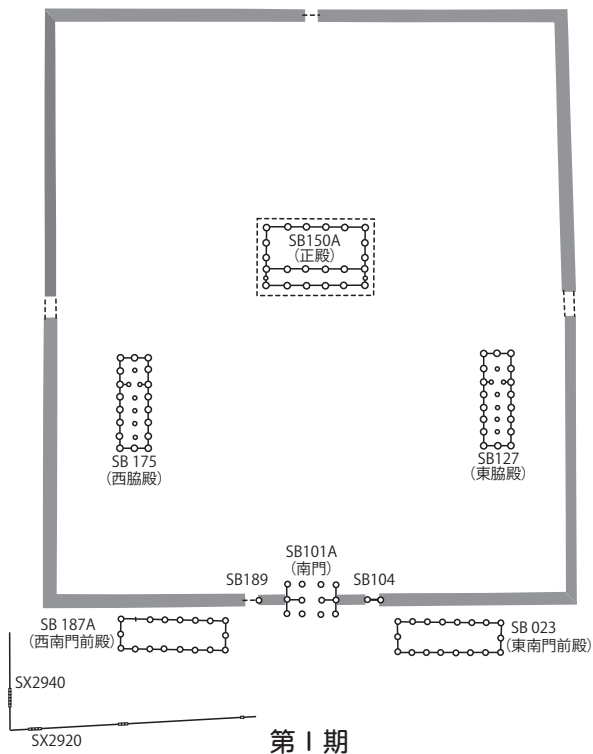 SB150A
（正殿）
SB 175
（西脇殿）
SB127
（東脇殿）
SB101A
（南門）
SB189
SB104
SB 187A
（西南門前殿）
SB 023
（東南門前殿）
SX2940
SX2920
第Ⅰ期